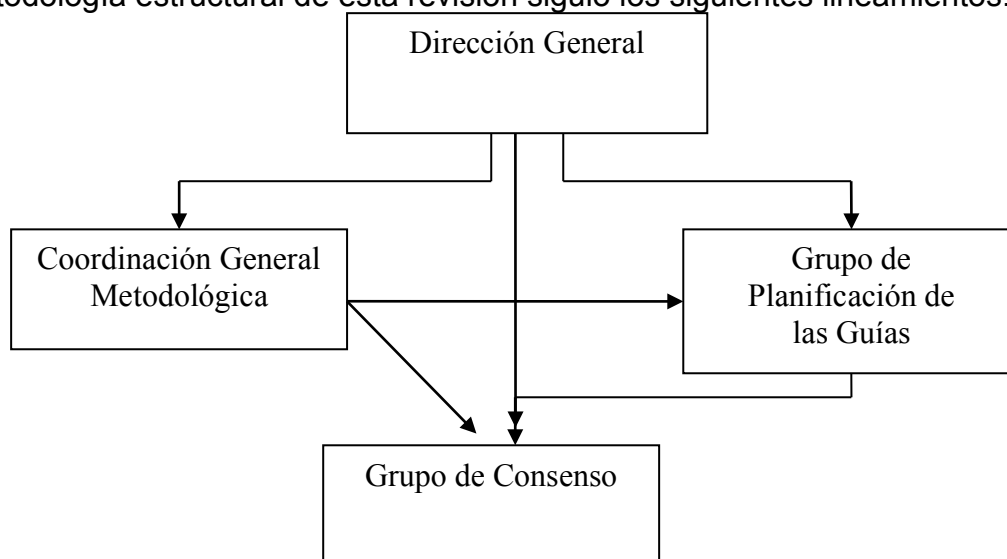 todología estructural de esta revisión siguió los siguientes lineamientos:
Dirección General
Coordinación General
Metodológica
Grupo de
Planificación de
las Guías
Grupo de Consenso